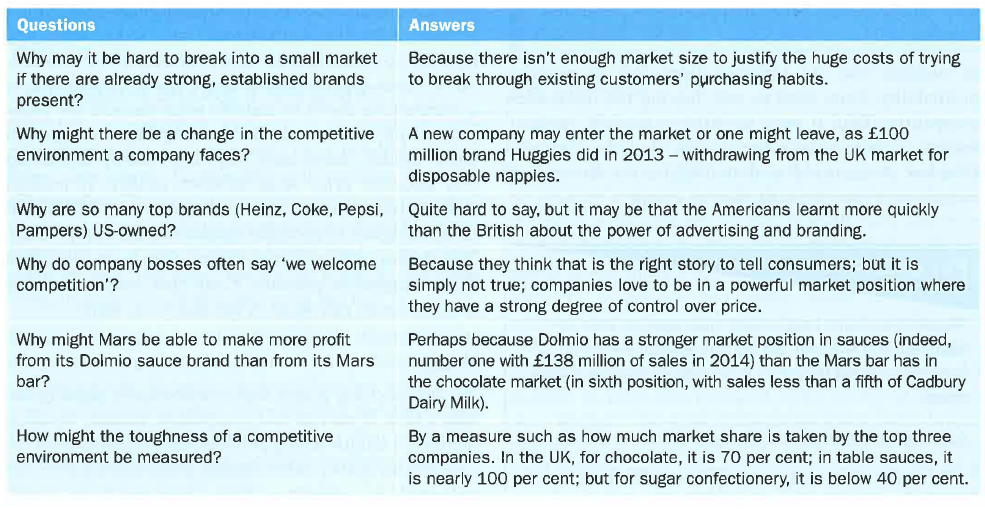 Questions
Answers
Why may it be hard to break into a small market
if there are already strong, established brands
present?
Because there isn't enough market size to justify the huge costs of trying
to break through existing customers' purchasing habits.
Why might there be a change in the competitive
environment a company faces?
A new company may enter the market or one might leave, as £100
million brand Huggies did in 2013 – withdrawing from the UK market for
disposable nappies.
Why are so many top brands (Heinz, Coke, Pepsi,
Pampers) US-owned?
Quite hard to say, but it may be that the Americans learnt more quickly
than the British about the power of advertising and branding.
Why do company bosses often say 'we welcome
competition'?
Because they think that is the right story to tell consumers; but it is
simply not true; companies love to be in a powerful market position where
they have a strong degree of control over price.
Why might Mars be able to make more profit
from its Dolmio sauce brand than from its Mars
bar?
Perhaps because Dolmio has a stronger market position in sauces (indeed,
number one with £138 million of sales in 2014) than the Mars bar has in
the chocolate market (in sixth position, with sales less than a fifth of Cadbury
Dairy Milk).
How might the toughness of a competitive
environment be measured?
By a measure such as how much market share is taken by the top three
companies. In the UK, for chocolate, it is 70 per cent; in table sauces, it
is nearly 100 per cent; but for sugar confectionery, it is below 40 per cent.